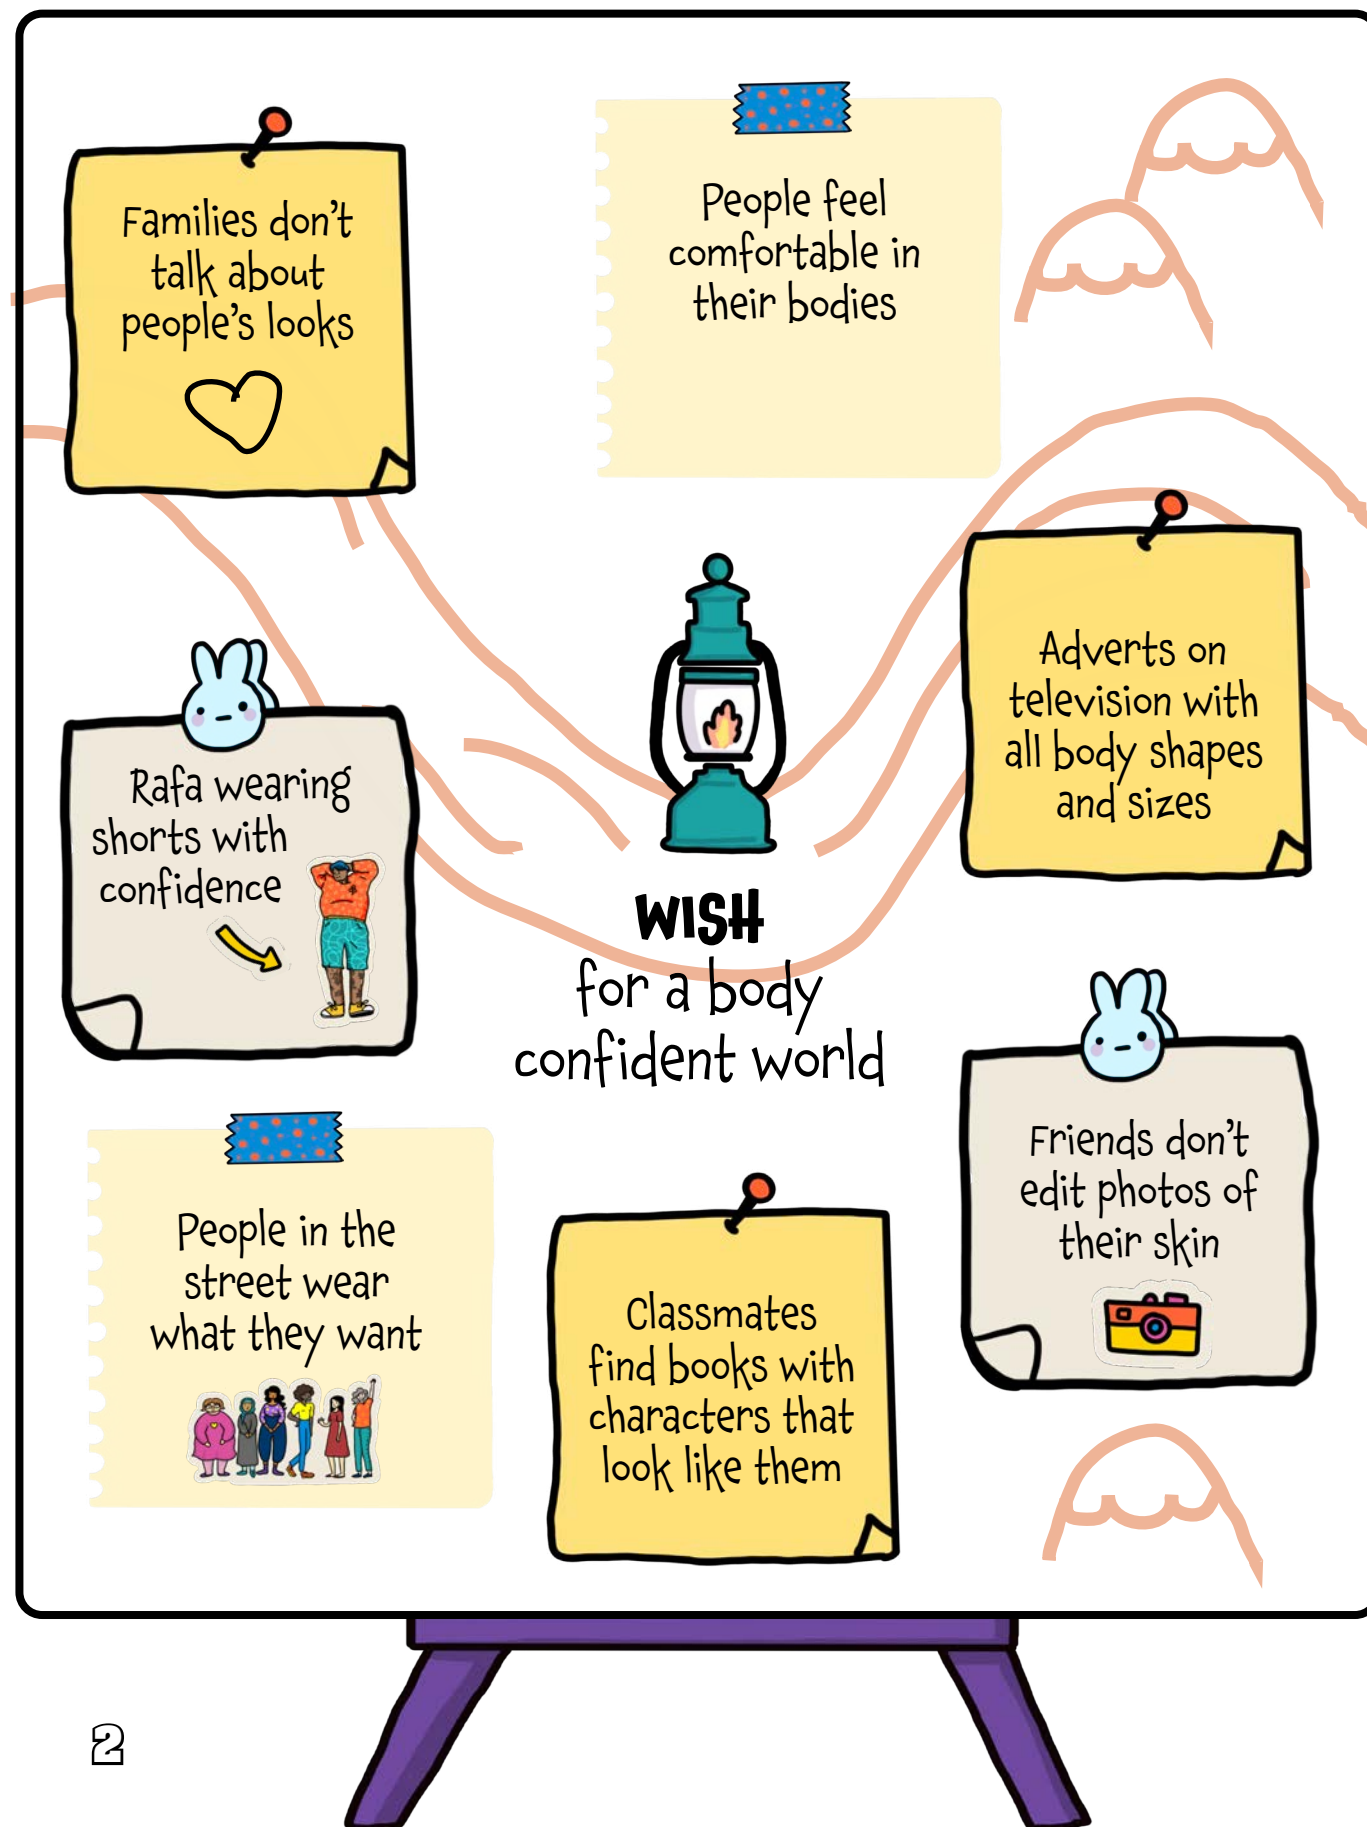 Families don't
talk about
people's looks
People feel
comfortable in
their bodies
Adverts on
television with
all body shapes
and sizes
Rafa wearing
shorts with
confidence
WISH
for a body
confident world
Friends don't
edit photos of
their skin
People in the
street wear
what they want
Classmates
find books with
characters that
look like them
2